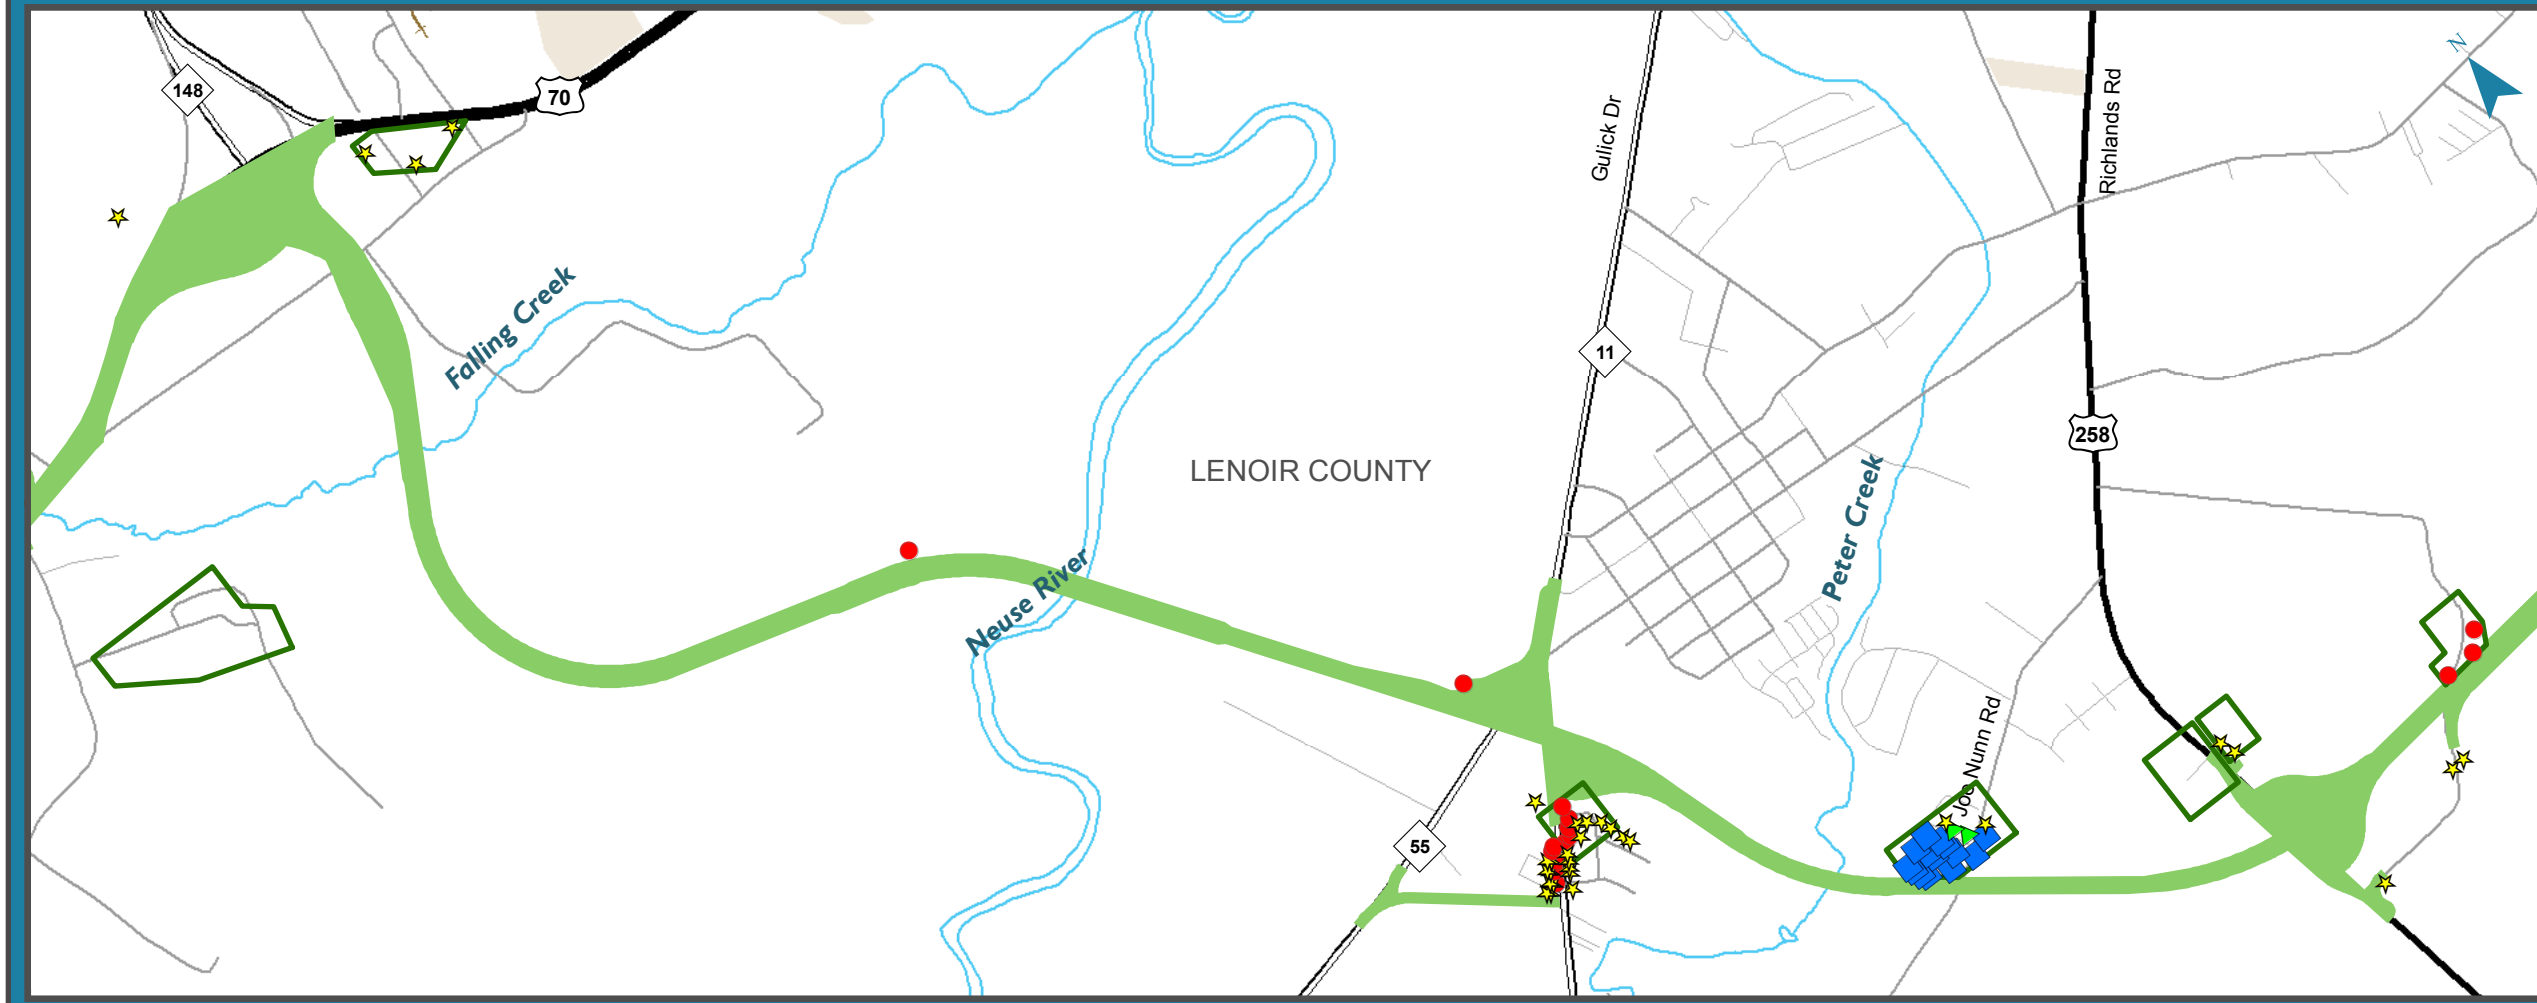 148
70
Gulick Dr
Richlands Rd
N
Falling Creek
11
258
LENOIR COUNTY
Peter Creek
Neuse River
Joe Nunn Rd
55